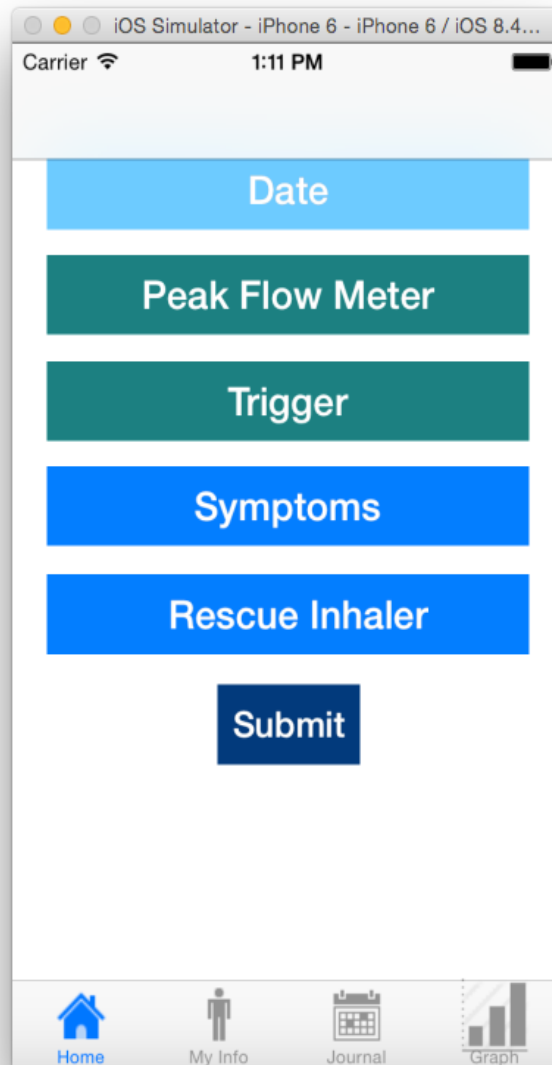 iOS Simulator - iPhone 6 - iPhone 6 / iOS 8.4...
Carrier 1:11 PM
Date
Peak Flow Meter
Trigger
Symptoms
Rescue Inhaler
Submit
Home My Info Journal Graph